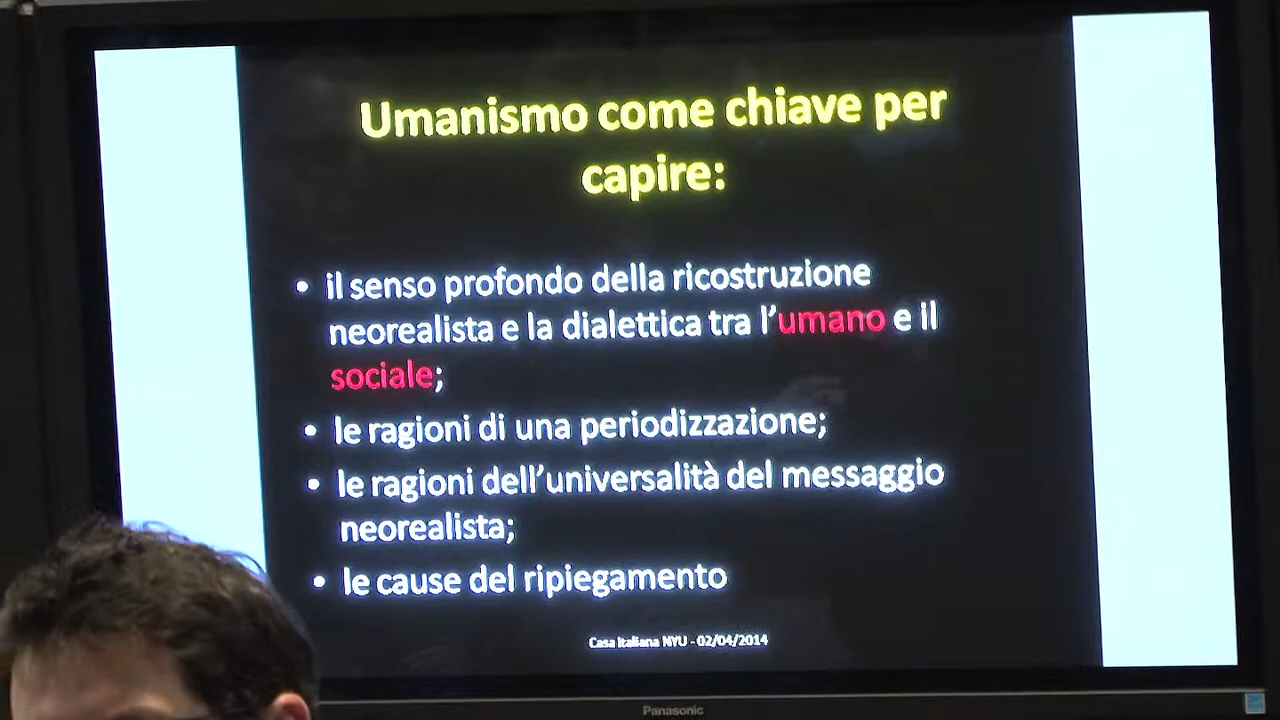 Umanismo come chiave per
capire:
• il senso profondo della ricostruzione
neorealista e la dialettica tra l’umano e il
sociale;
• le ragioni di una periodizzazione;
• le ragioni dell’universalità del messaggio
neorealista;
• le cause del ripiegamento
Casa Italiana NYU - 02/04/2014
Panasonic